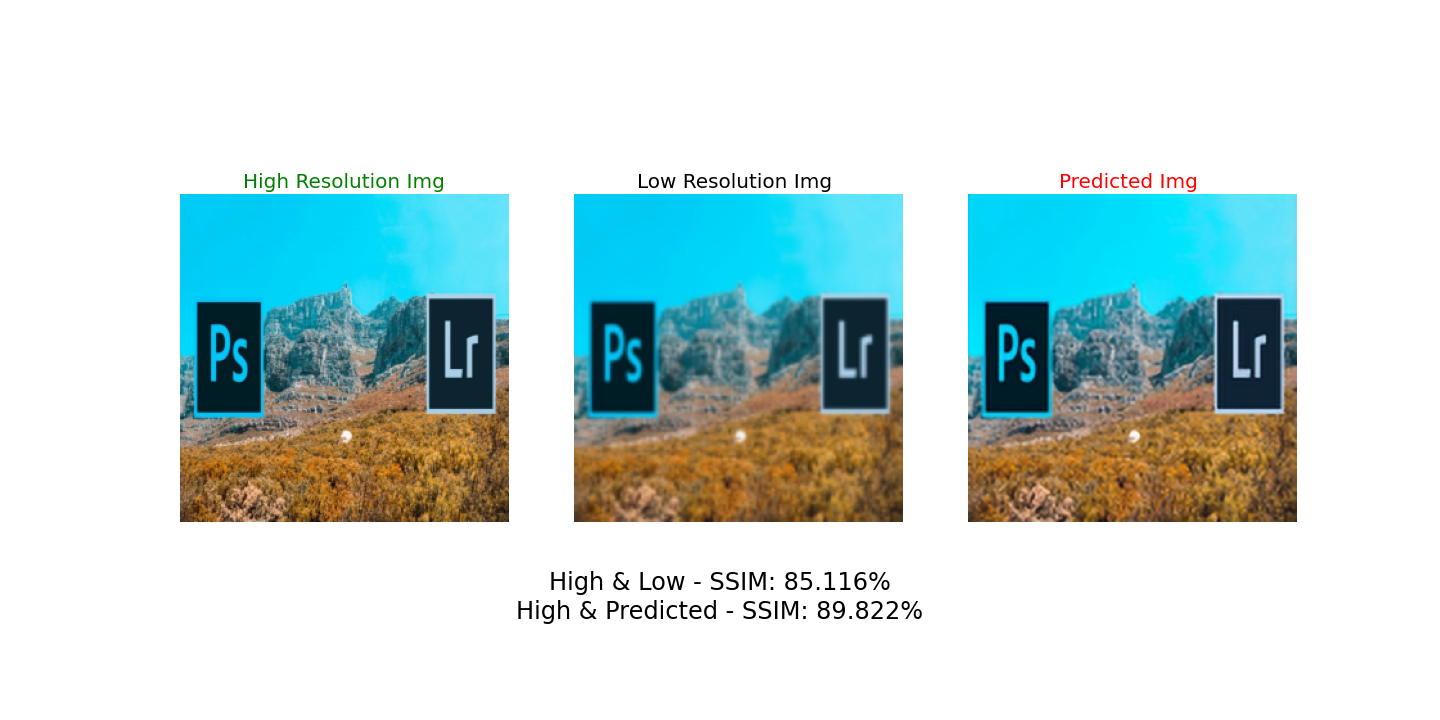 High Resolution Img
Low Resolution Img
Predicted Img
Ps
Lr
Ps
Lr
Ps
Lr
High & Low - SSIM: 85.116%
High & Predicted - SSIM: 89.822%